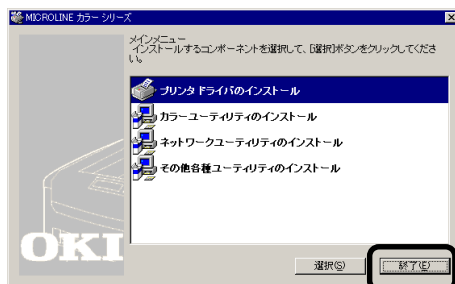 MICROLINE カラー シリーズ
メインメニュー
インストールするコンポーネントを選択して、[選択]ボタンをクリックしてくださ
い。
プリンタ ドライバのインストール
カラーユーティリティのインストール
ネットワークユーティリティのインストール
その他各種ユーティリティのインストール
OKI
選択(S)
終了(E)